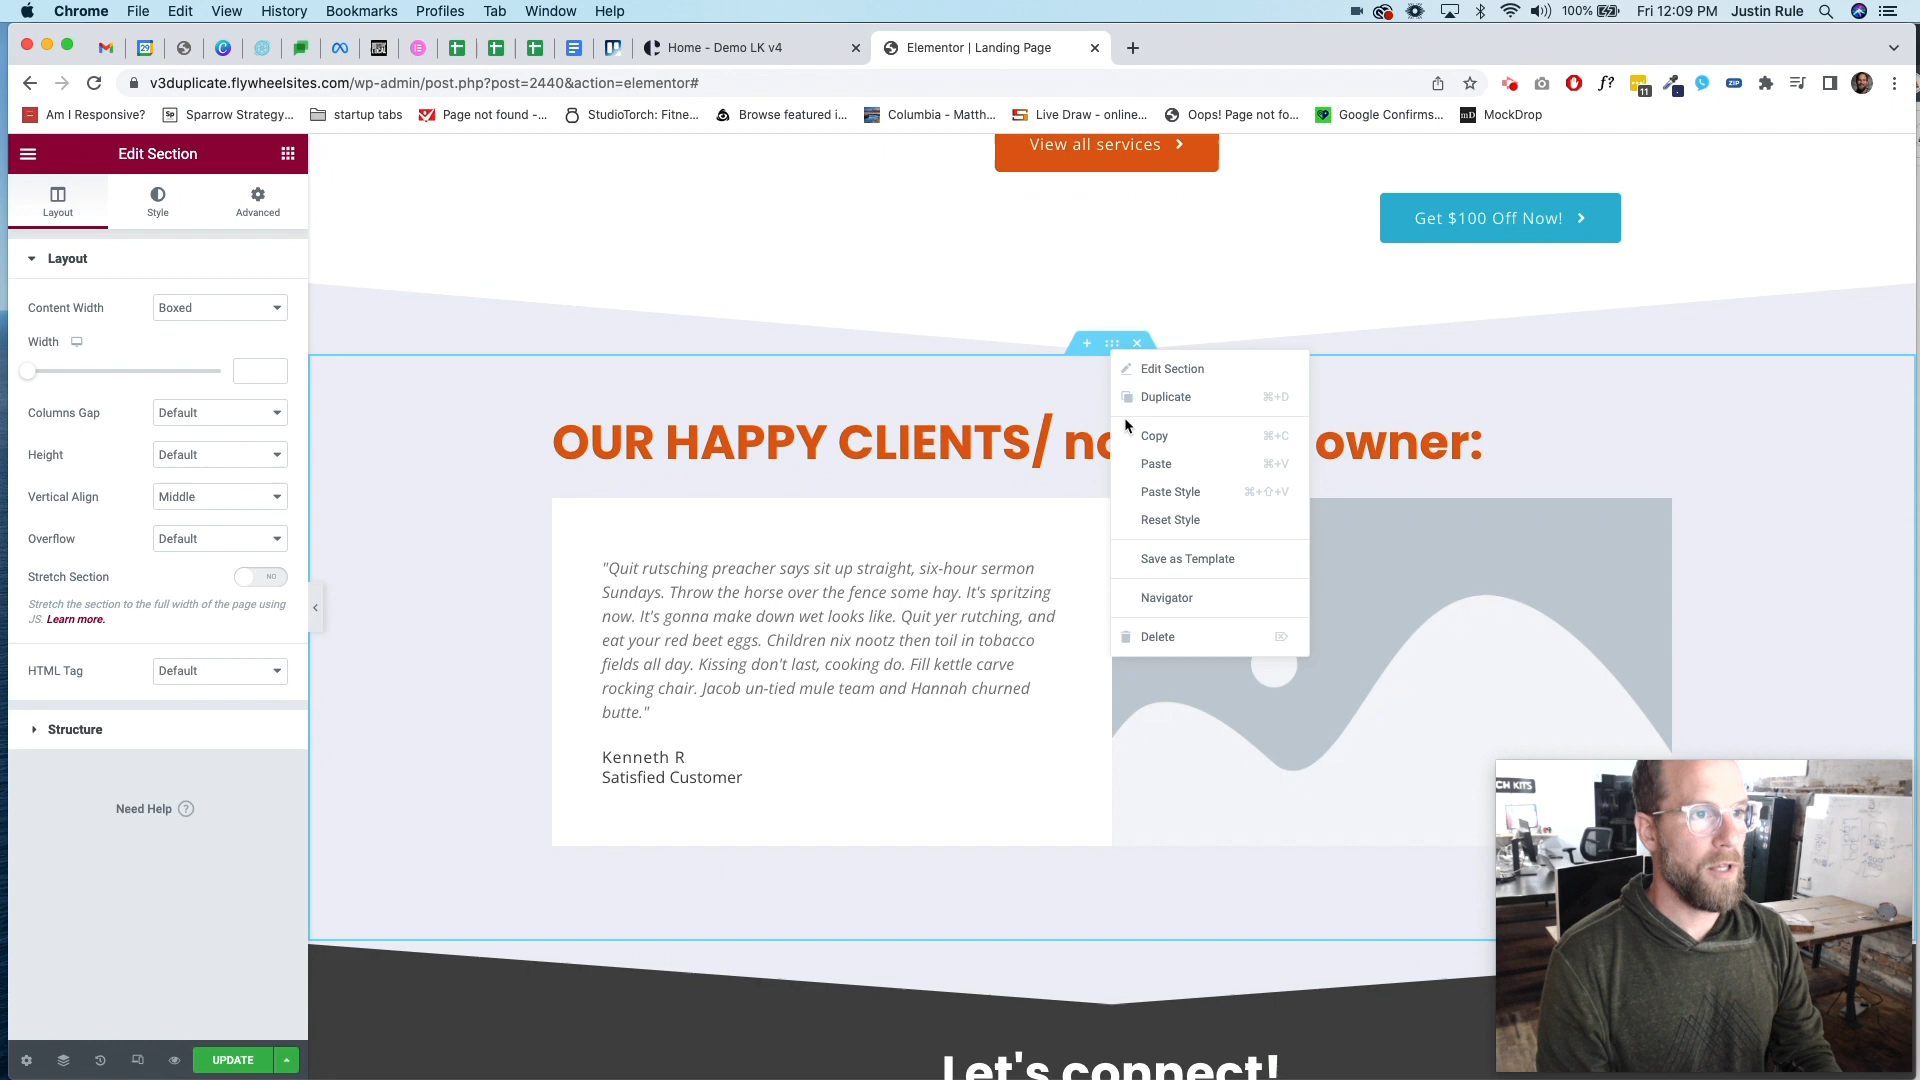 Chrome File Edit View History Bookmarks Profiles Tab Window Help 100% Fri 12:09 PM Justin Rule
Home - Demo LK v4
Elementor | Landing Page
v3duplicate.flywheelsites.com/wp-admin/post.php?post=2440&action=elementor#
Am I Responsive? Sparrow Strategy... startup tabs Page not found -... StudioTorch: Fitne... Browse featured i... Columbia - Matth... Live Draw - online... Oops! Page not fo... Google Confirms... MockDrop
Edit Section
Layout Style Advanced
Layout
Content Width Boxed
Width
Columns Gap Default
Height Default
Vertical Align Middle
Overflow Default
Stretch Section NO
Stretch the section to the full width of the page using
JS. Learn more.
HTML Tag Default
Structure
Need Help ?
UPDATE
View all services
Get $100 Off Now!
Edit Section
Duplicate ⌘+D
Copy ⌘+C
Paste ⌘+V
Paste Style ⌘+⇧+V
Reset Style
Save as Template
Navigator
Delete
OUR HAPPY CLIENTS/ no owner:
"Quit rutsching preacher says sit up straight, six-hour sermon
Sundays. Throw the horse over the fence some hay. It's spritzing
now. It's gonna make down wet looks like. Quit yer rutching, and
eat your red beet eggs. Children nix nootz then toil in tobacco
fields all day. Kissing don't last, cooking do. Fill kettle carve
rocking chair. Jacob un-tied mule team and Hannah churned
butte."
Kenneth R
Satisfied Customer
Let's connect!
CH KITS